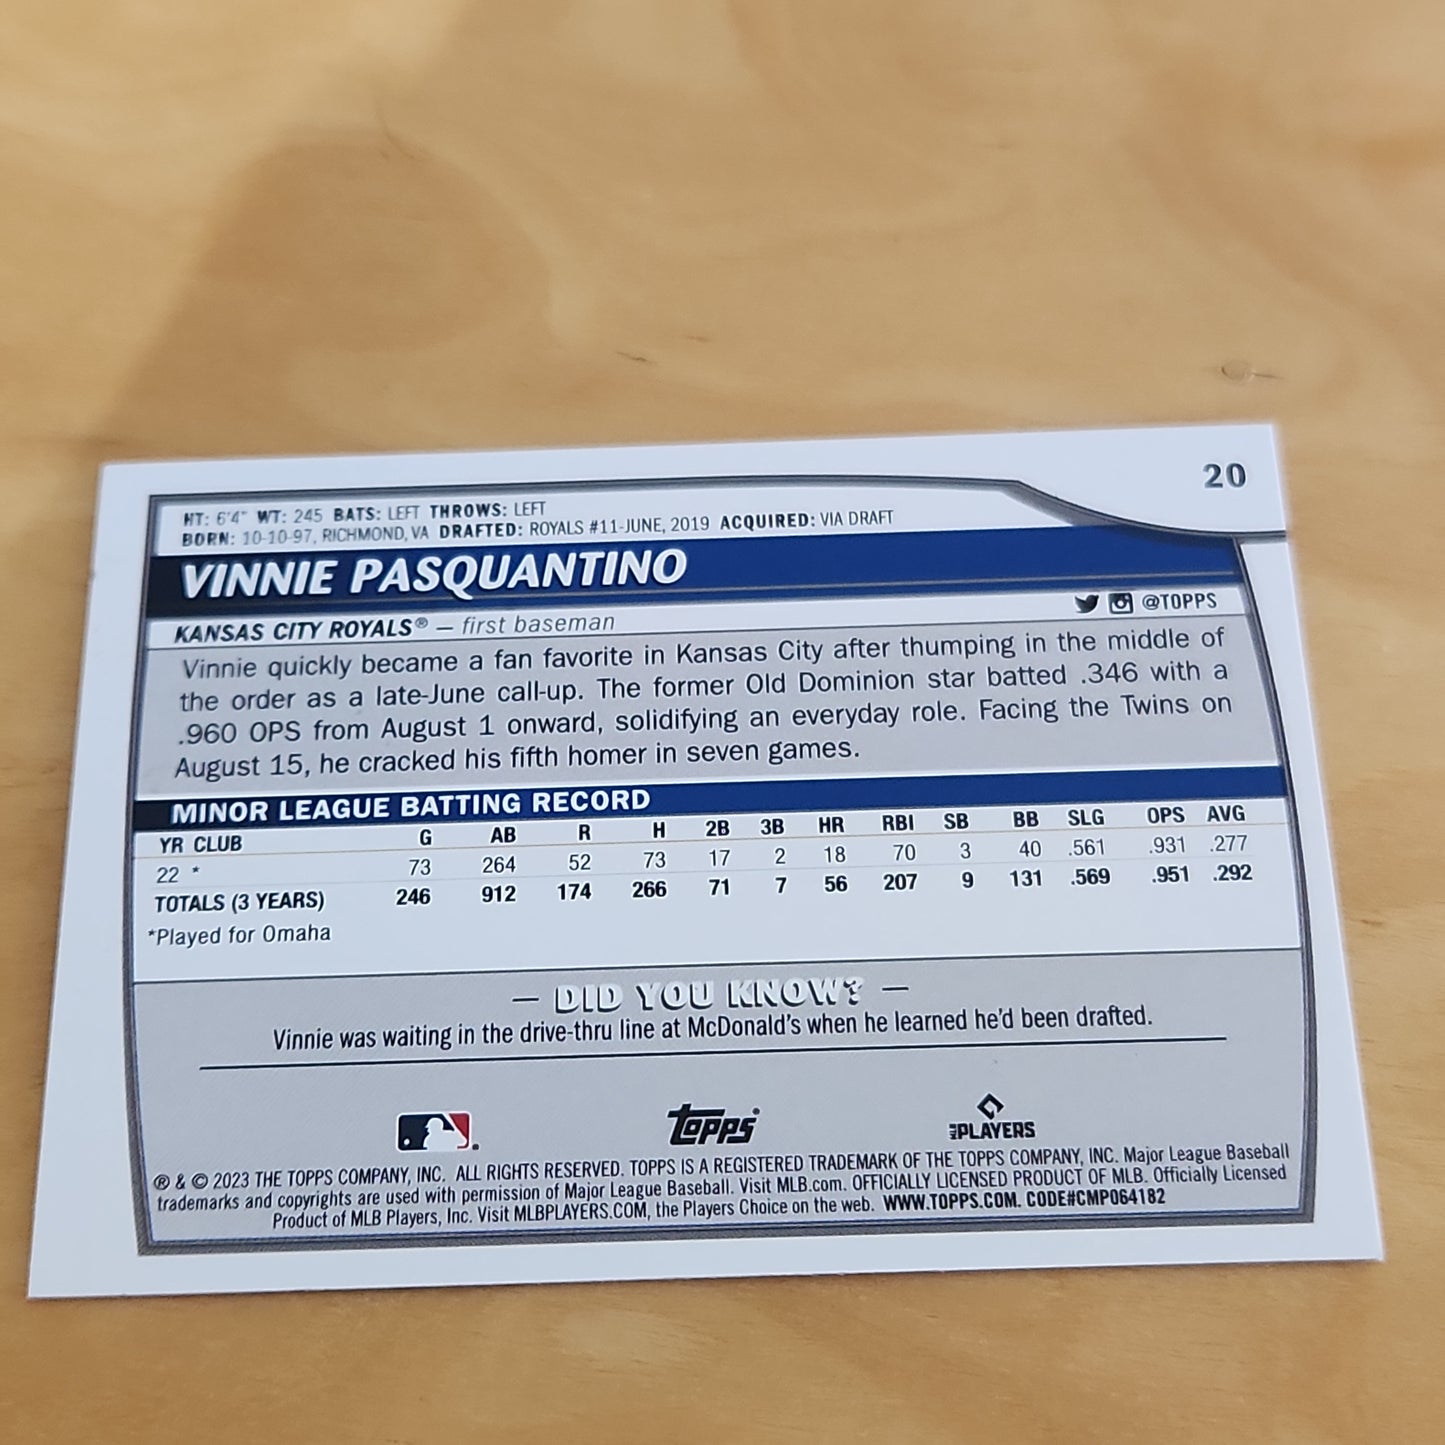 20
HT: 6'4" WT: 245 BATS: LEFT THROWS: LEFT
BORN: 10-10-97, RICHMOND, VA DRAFTED: ROYALS #11-JUNE, 2019 ACQUIRED: VIA DRAFT
VINNIE PASQUANTINO
@TOPPS
KANSAS CITY ROYALS® – first baseman
Vinnie quickly became a fan favorite in Kansas City after thumping in the middle of
the order as a late-June call-up. The former Old Dominion star batted .346 with a
.960 OPS from August 1 onward, solidifying an everyday role. Facing the Twins on
August 15, he cracked his fifth homer in seven games.
MINOR LEAGUE BATTING RECORD
YR CLUB G AB R H 2B 3B HR RBI SB BB SLG OPS AVG
22 * 73 264 52 73 17 2 18 70 3 40 .561 .931 .277
TOTALS (3 YEARS) 246 912 174 266 71 7 56 207 9 131 .569 .951 .292
*Played for Omaha
— DID YOU KNOW? —
Vinnie was waiting in the drive-thru line at McDonald's when he learned he'd been drafted.
topps
MLB PLAYERS
® & © 2023 THE TOPPS COMPANY, INC. ALL RIGHTS RESERVED. TOPPS IS A REGISTERED TRADEMARK OF THE TOPPS COMPANY, INC. Major League Baseball
trademarks and copyrights are used with permission of Major League Baseball. Visit MLB.com. OFFICIALLY LICENSED PRODUCT OF MLB. Officially Licensed
Product of MLB Players, Inc. Visit MLBPLAYERS.COM, the Players Choice on the web. WWW.TOPPS.COM. CODE#CMP064182